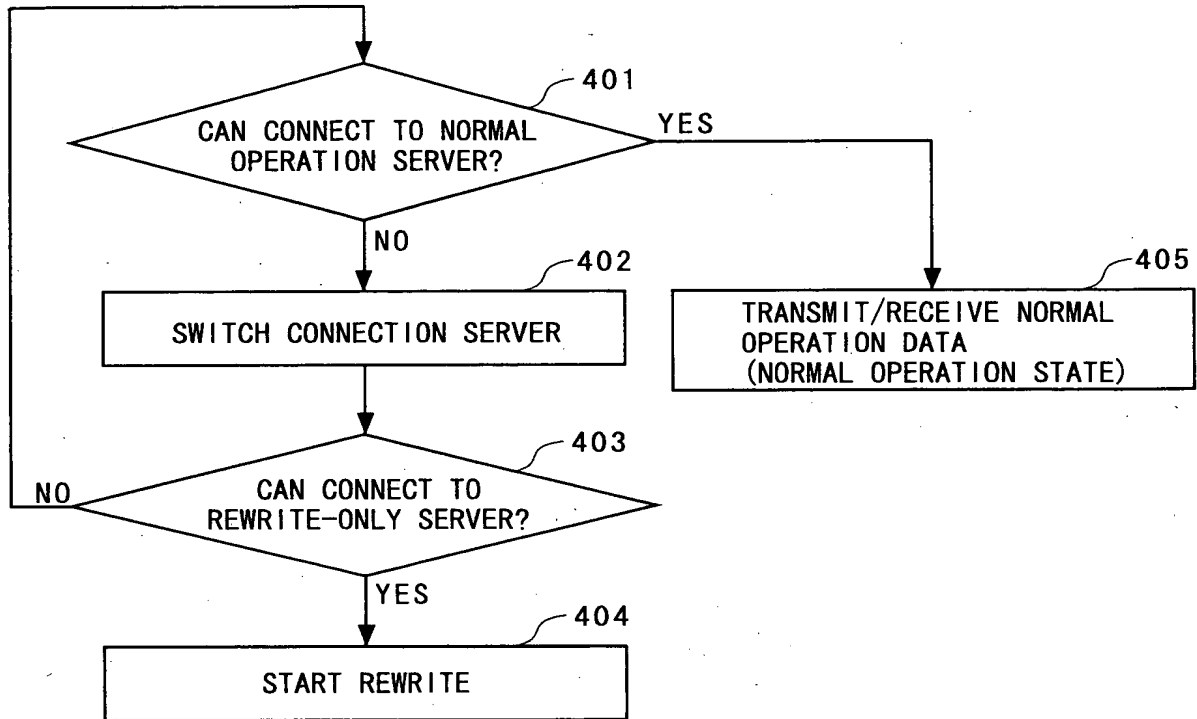 401
CAN CONNECT TO NORMAL
OPERATION SERVER?
YES
NO
402
SWITCH CONNECTION SERVER
405
TRANSMIT/RECEIVE NORMAL
OPERATION DATA
(NORMAL OPERATION STATE)
403
CAN CONNECT TO
REWRITE-ONLY SERVER?
NO
YES
404
START REWRITE